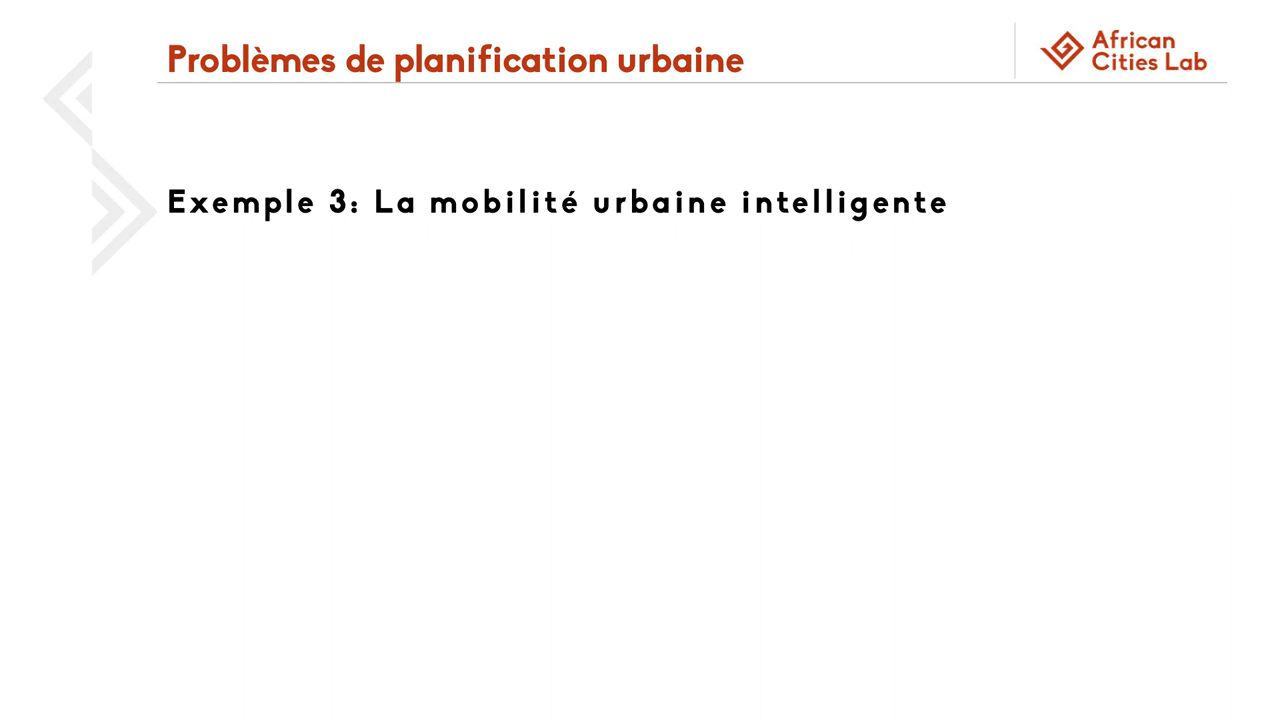 Problèmes de planification urbaine
African
Cities Lab
Exemple 3: La mobilité urbaine intelligente